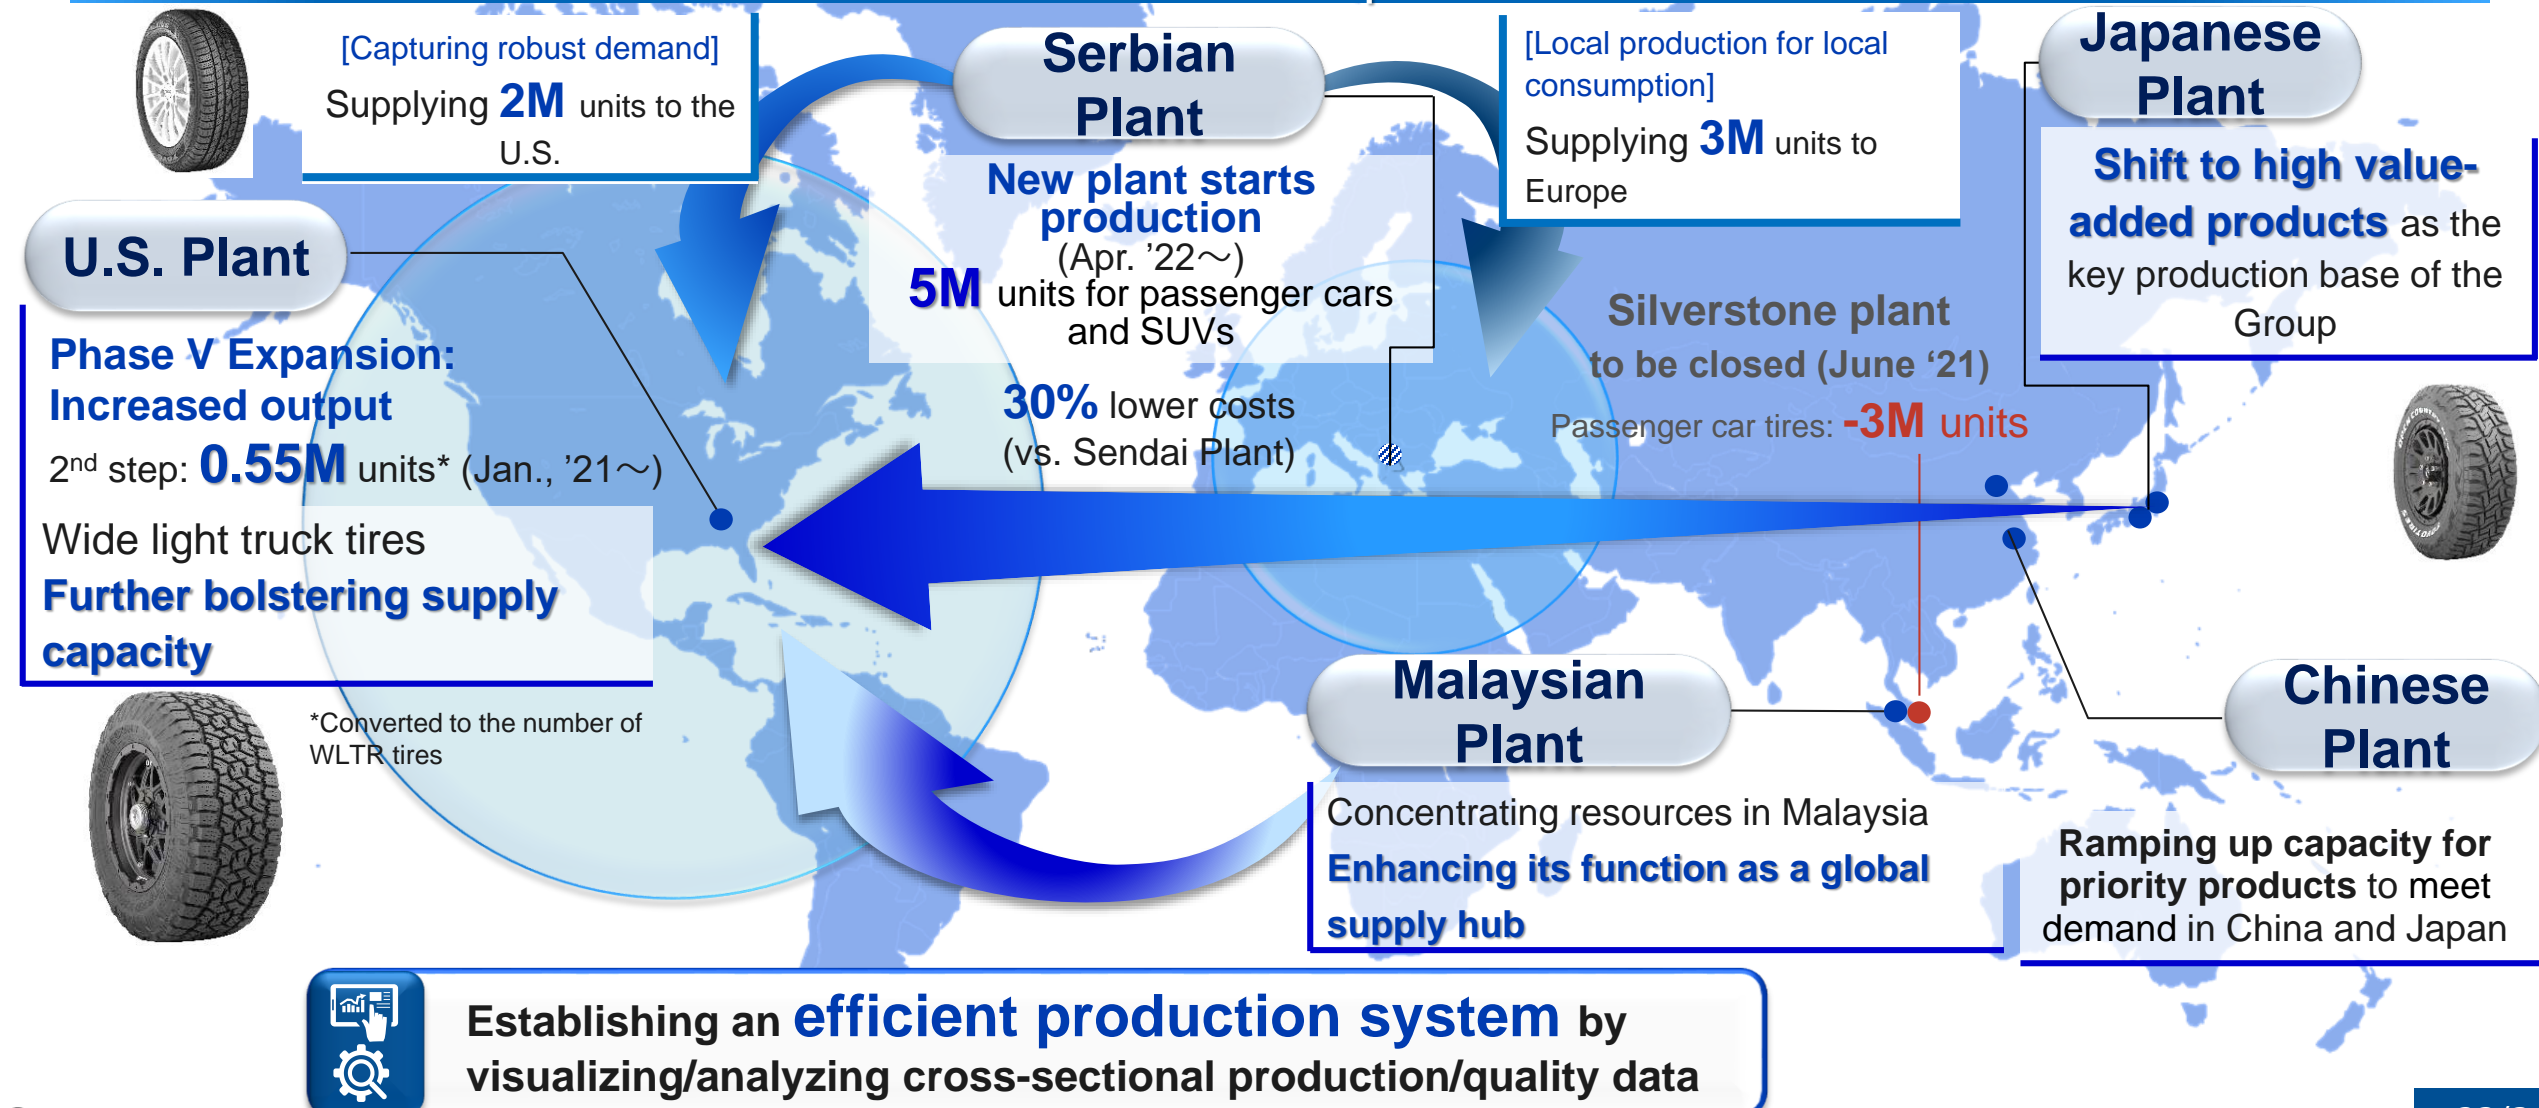 [Capturing robust demand]
Supplying 2M units to the
U.S.
Serbian
Plant
[Local production for local
consumption]
Supplying 3M units to
Europe
Japanese
Plant
Shift to high value-
added products as the
key production base of the
Group
New plant starts
production
(Apr. ’22～)
5M units for passenger cars
and SUVs
30% lower costs
(vs. Sendai Plant)
U.S. Plant
Phase V Expansion:
Increased output
2nd step: 0.55M units* (Jan., ’21～)
Wide light truck tires
Further bolstering supply
capacity
*Converted to the number of
WLTR tires
Silverstone plant
to be closed (June ‘21)
Passenger car tires: -3M units
Malaysian
Plant
Concentrating resources in Malaysia
Enhancing its function as a global
supply hub
Chinese
Plant
Ramping up capacity for
priority products to meet
demand in China and Japan
Establishing an efficient production system by
visualizing/analyzing cross-sectional production/quality data